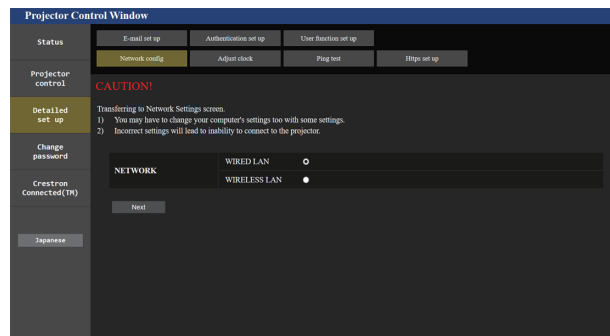 Projector Control Window
Status
E-mail set up
Authentication set up
User function set up
Network config
Adjust clock
Ping test
Https set up
Projector
control
CAUTION!
Detailed
set up
Transferring to Network Settings screen.
1) You may have to change your computer's settings too with some settings.
2) Incorrect settings will lead to inability to connect to the projector.
Change
password
NETWORK
WIRED LAN
WIRELESS LAN
Crestron
Connected(TM)
Next
Japanese